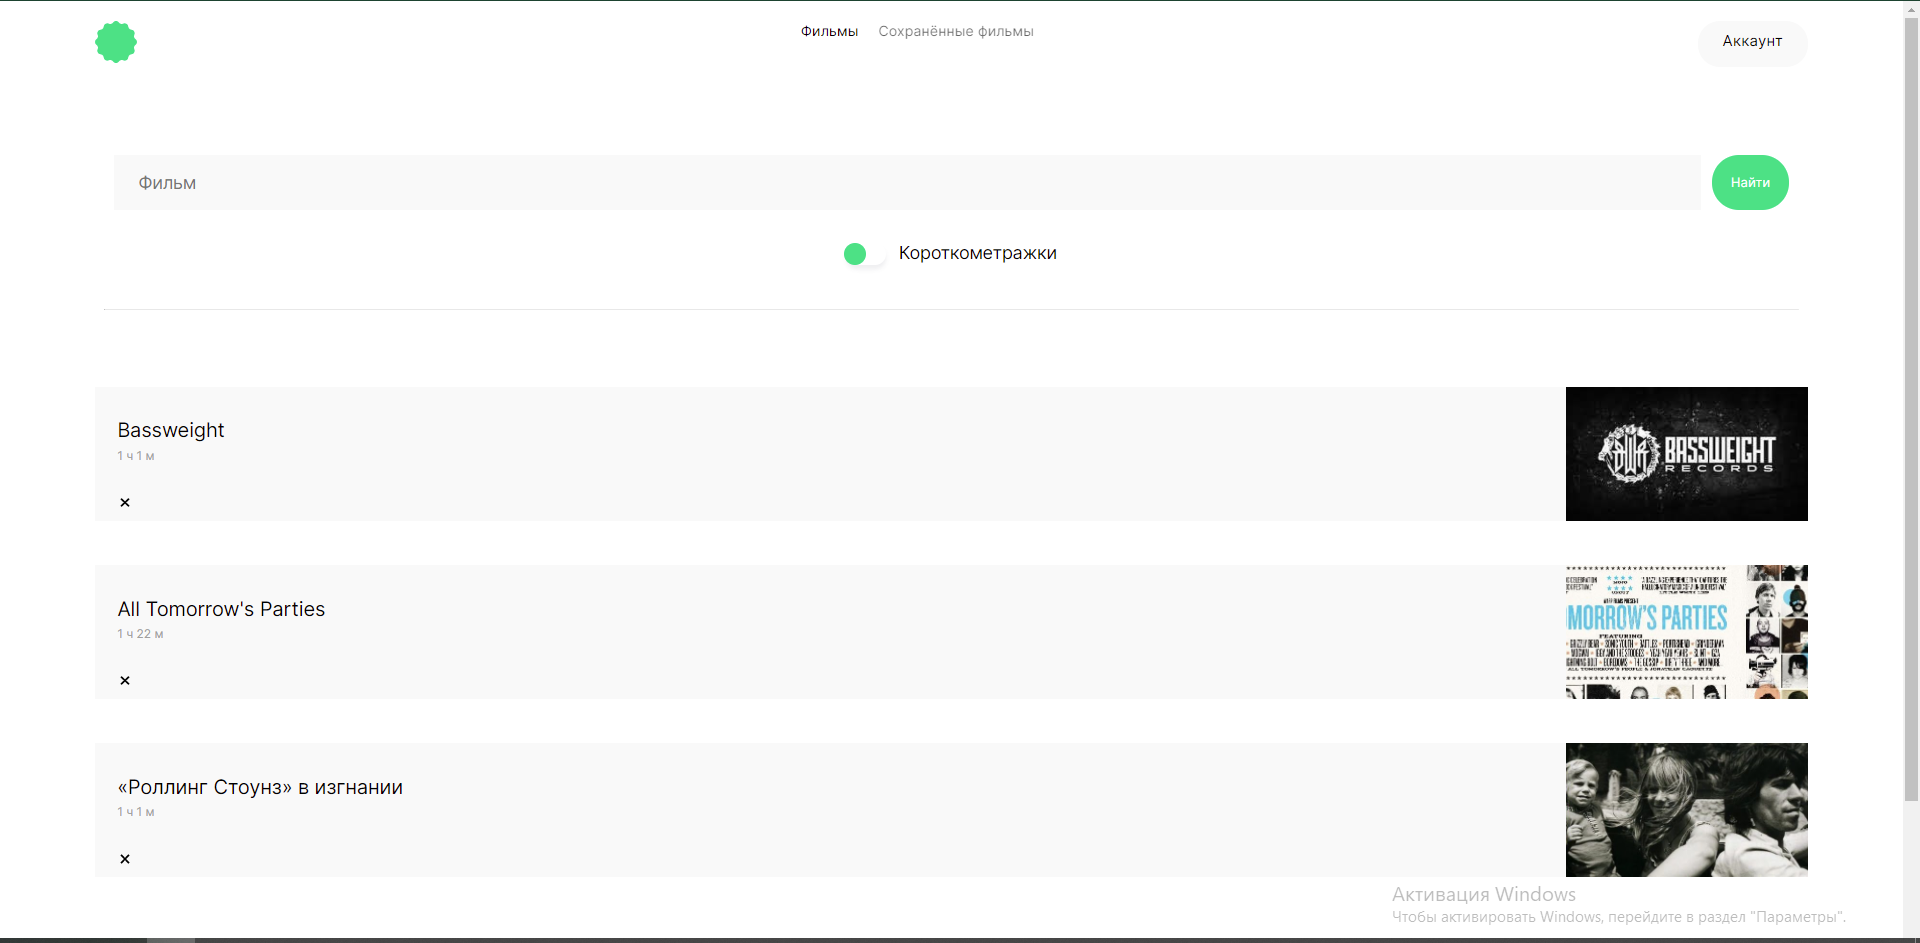 Фильмы Сохранённые фильмы
Аккаунт
Фильм
Найти
Короткометражки
Bassweight
1 ч 1 м
BASSWEIGHT
RECORDS
All Tomorrow's Parties
1 ч 22 м
MORROW'S PARTIES
FEATURING
«Роллинг Стоунз» в изгнании
1 ч 1 м
Активация Windows
Чтобы активировать Windows, перейдите в раздел "Параметры".